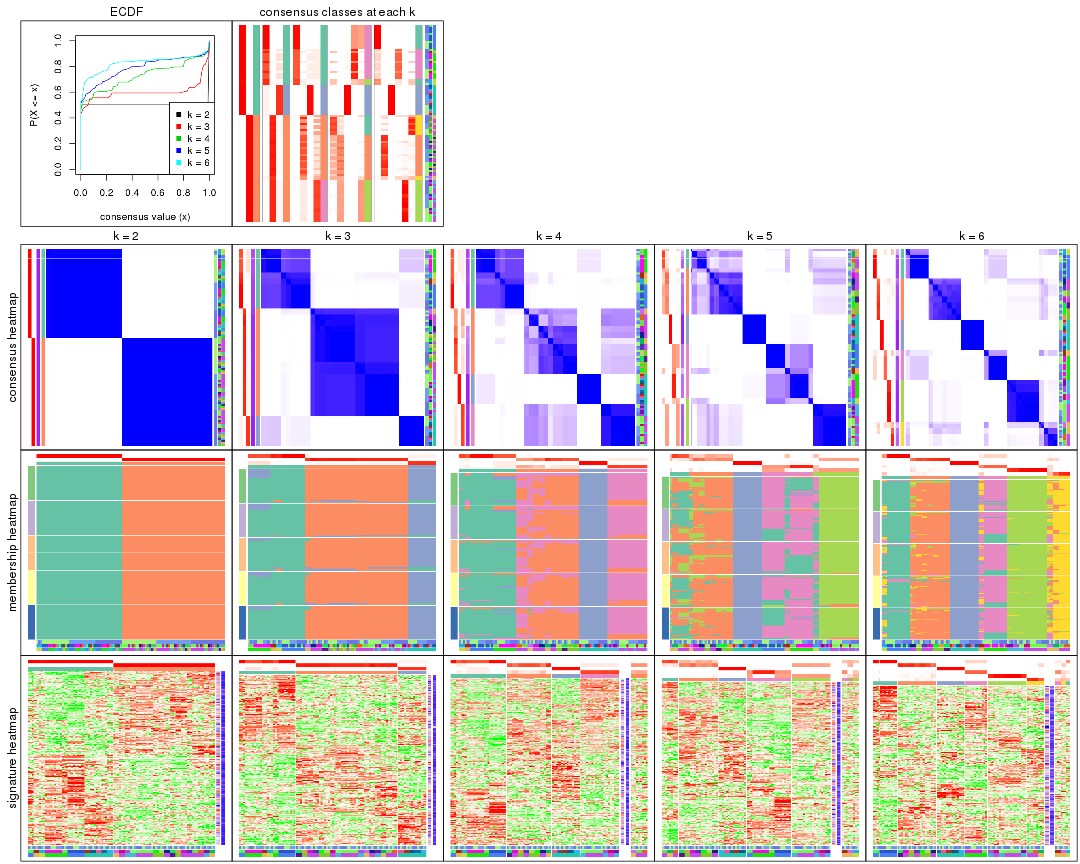 ECDF
consensus classes at each k
P(X <= x)
0.0
0.2
0.4
0.6
0.8
1.0
k = 2
k = 3
k = 4
k = 5
k = 6
0.0 0.2 0.4 0.6 0.8 1.0
consensus value (x)
k = 2
k = 3
k = 4
k = 5
k = 6
consensus heatmap
membership heatmap
signature heatmap